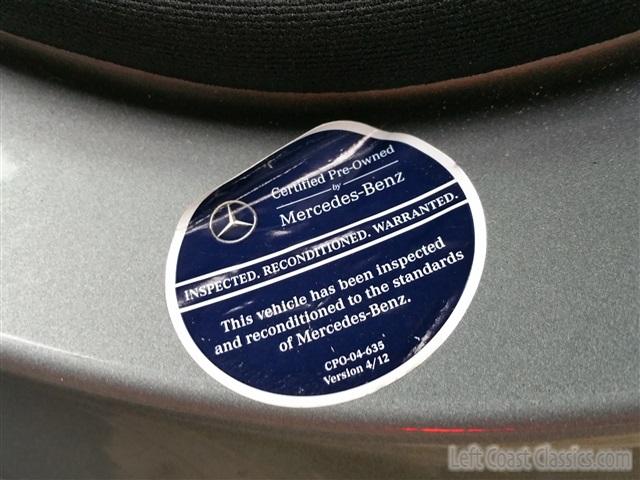 Certified Pre-Owned
by
Mercedes-Benz
INSPECTED. RECONDITIONED. WARRANTED.
This vehicle has been inspected
and reconditioned to the standards
of Mercedes-Benz.
CPO-04-635
Version 4/12
Left Coast Classics.com